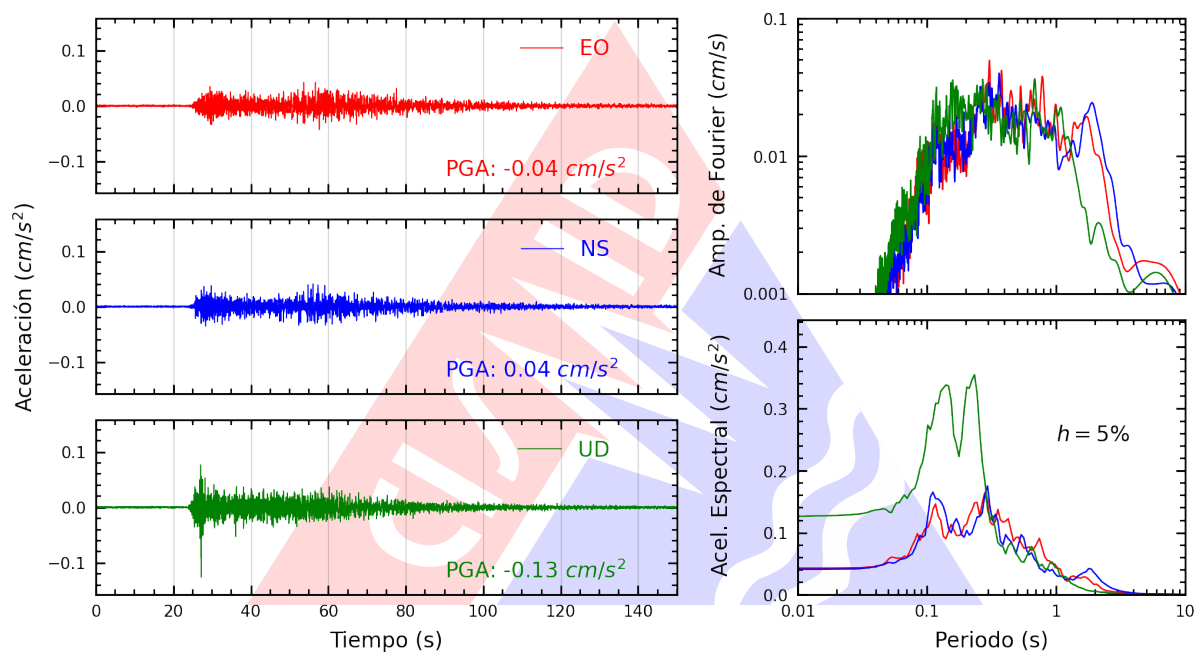 Aceleración (cm/s²)
0.1
0.0
−0.1
EO
PGA: -0.04 cm/s²
0.1
0.0
−0.1
NS
PGA: 0.04 cm/s²
0.1
0.0
−0.1
UD
PGA: -0.13 cm/s²
0 20 40 60 80 100 120 140
Tiempo (s)
Amp. de Fourier (cm/s)
0.1
0.01
0.001
Acel. Espectral (cm/s²)
0.4
0.3
0.2
0.1
0.0
h = 5%
0.01 0.1 1 10
Periodo (s)
CISMID